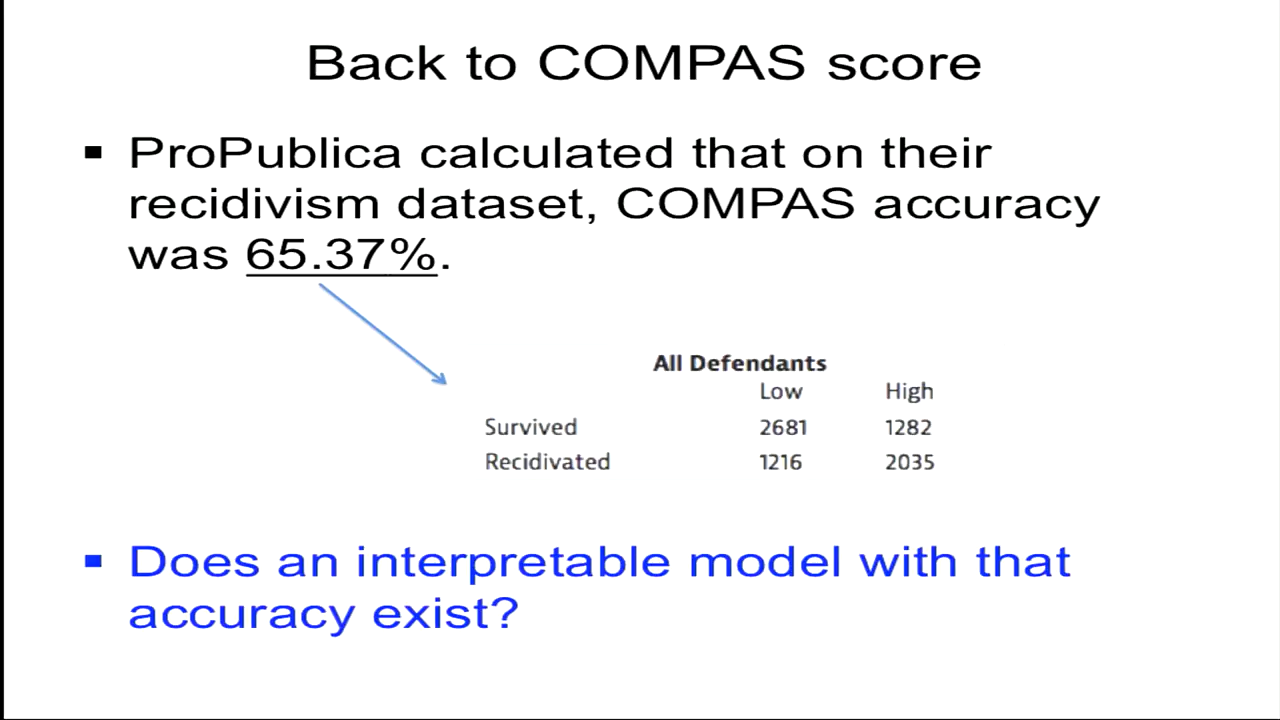 Back to COMPAS score
▪ ProPublica calculated that on their
recidivism dataset, COMPAS accuracy
was 65.37%.
All Defendants
Low High
Survived 2681 1282
Recidivated 1216 2035
▪ Does an interpretable model with that
accuracy exist?